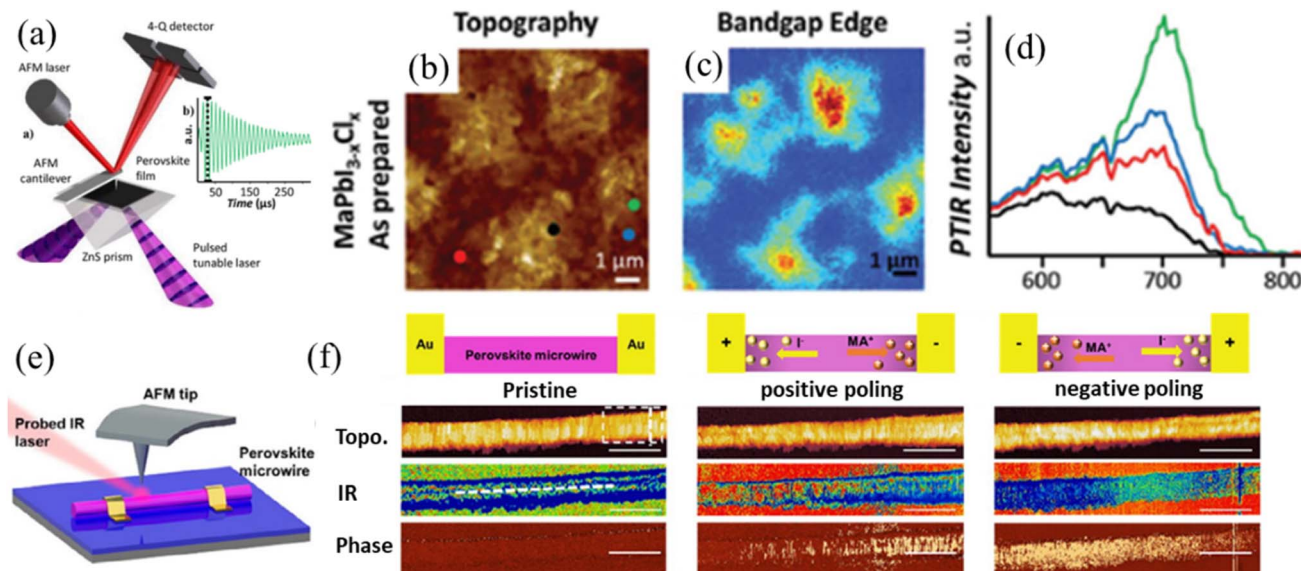 (a)
4-Q detector
AFM laser
b)
a.u.
50 150 250
Time (µs)
a)
AFM
cantilever
Perovskite
film
ZnS prism
Pulsed
tunable laser
MaPbI3-xClx
As prepared
Topography
(b)
1 µm
Bandgap Edge
(c)
1 µm
(d)
PTIR Intensity a.u.
600 700 800
(e)
AFM tip
Probed IR
laser
Perovskite
microwire
(f)
Au Perovskite microwire Au
Pristine
+ I- MA+ -
positive poling
- MA+ I- +
negative poling
Topo.
IR
Phase